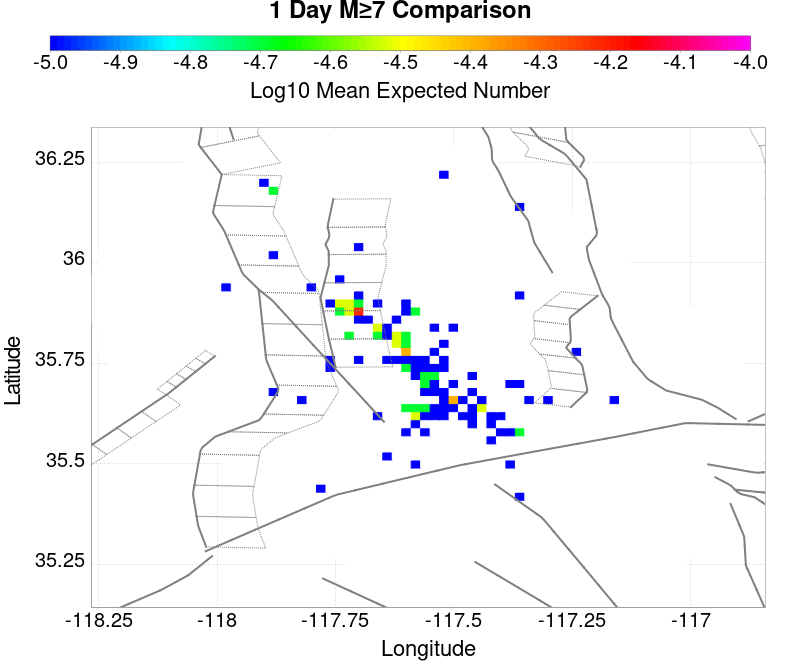 1 Day M≥7 Comparison
-5.0 -4.9 -4.8 -4.7 -4.6 -4.5 -4.4 -4.3 -4.2 -4.1 -4.0
Log10 Mean Expected Number
36.25
36
35.75
35.5
35.25
Latitude
-118.25 -118 -117.75 -117.5 -117.25 -117
Longitude